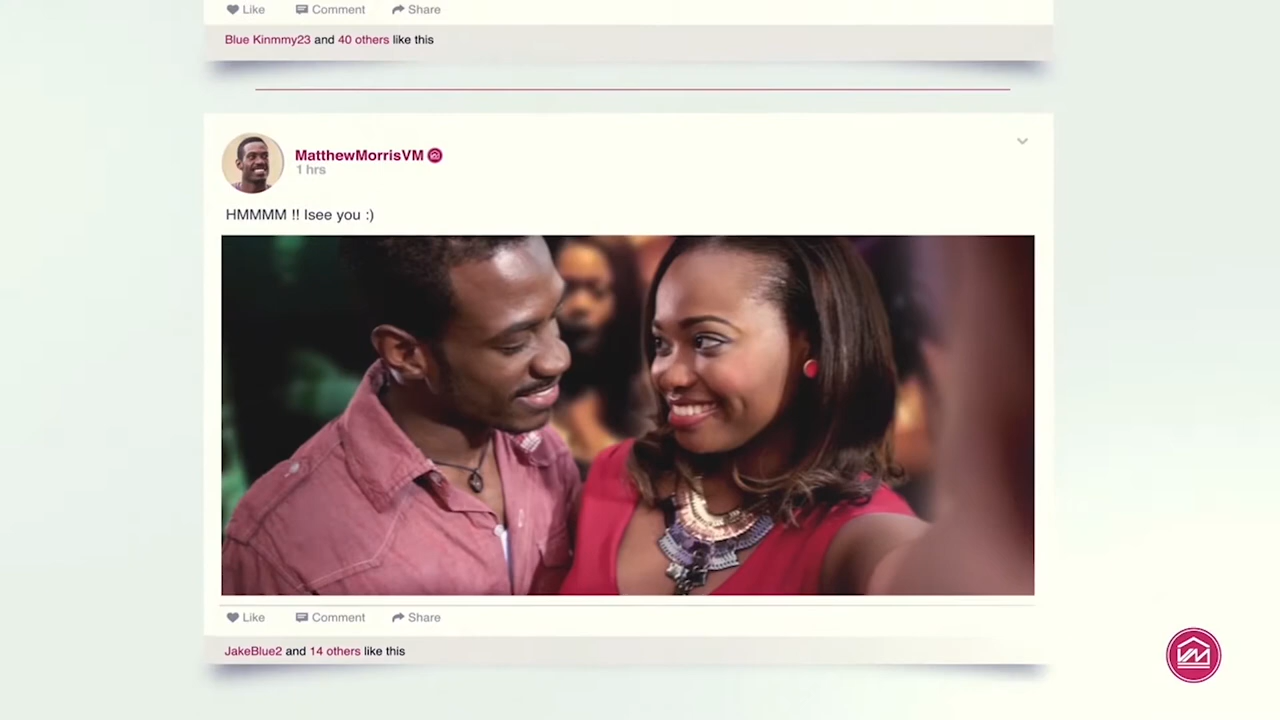 Like Comment Share
Blue Kinmmy23 and 40 others like this
MatthewMorrisVM
1 hrs
HMMMM !! Isee you :)
Like Comment Share
JakeBlue2 and 14 others like this
VM